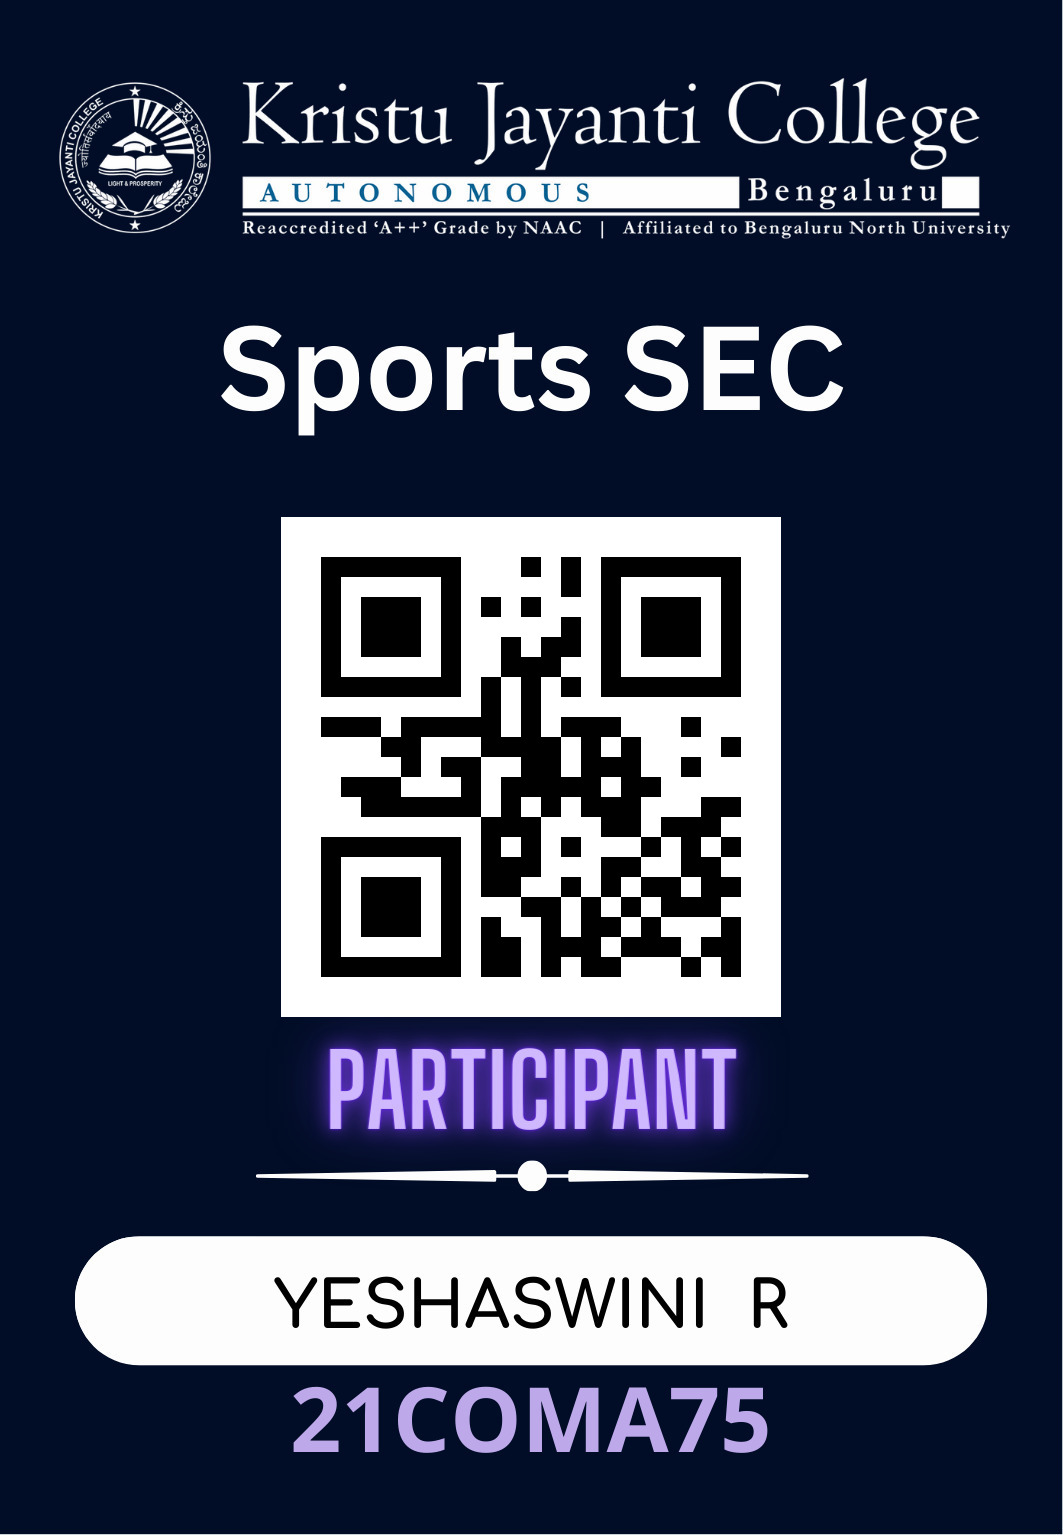 Kristu Jayanti College
AUTONOMOUS Bengaluru
Reaccredited ‘A++’ Grade by NAAC | Affiliated to Bengaluru North University
KRISTU JAYANTI COLLEGE
ಕ್ರಿಸ್ತು ಜಯಂತಿ ಕಾಲೇಜು
LIGHT & PROSPERITY
Sports SEC
PARTICIPANT
YESHASWINI R
21COMA75